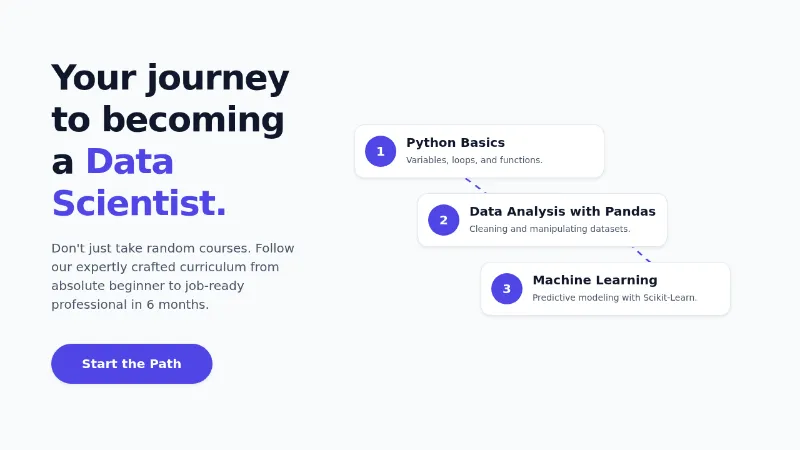 Your journey
to becoming
a Data
Scientist.
Don't just take random courses. Follow
our expertly crafted curriculum from
absolute beginner to job-ready
professional in 6 months.
Start the Path
1
Python Basics
Variables, loops, and functions.
2
Data Analysis with Pandas
Cleaning and manipulating datasets.
3
Machine Learning
Predictive modeling with Scikit-Learn.